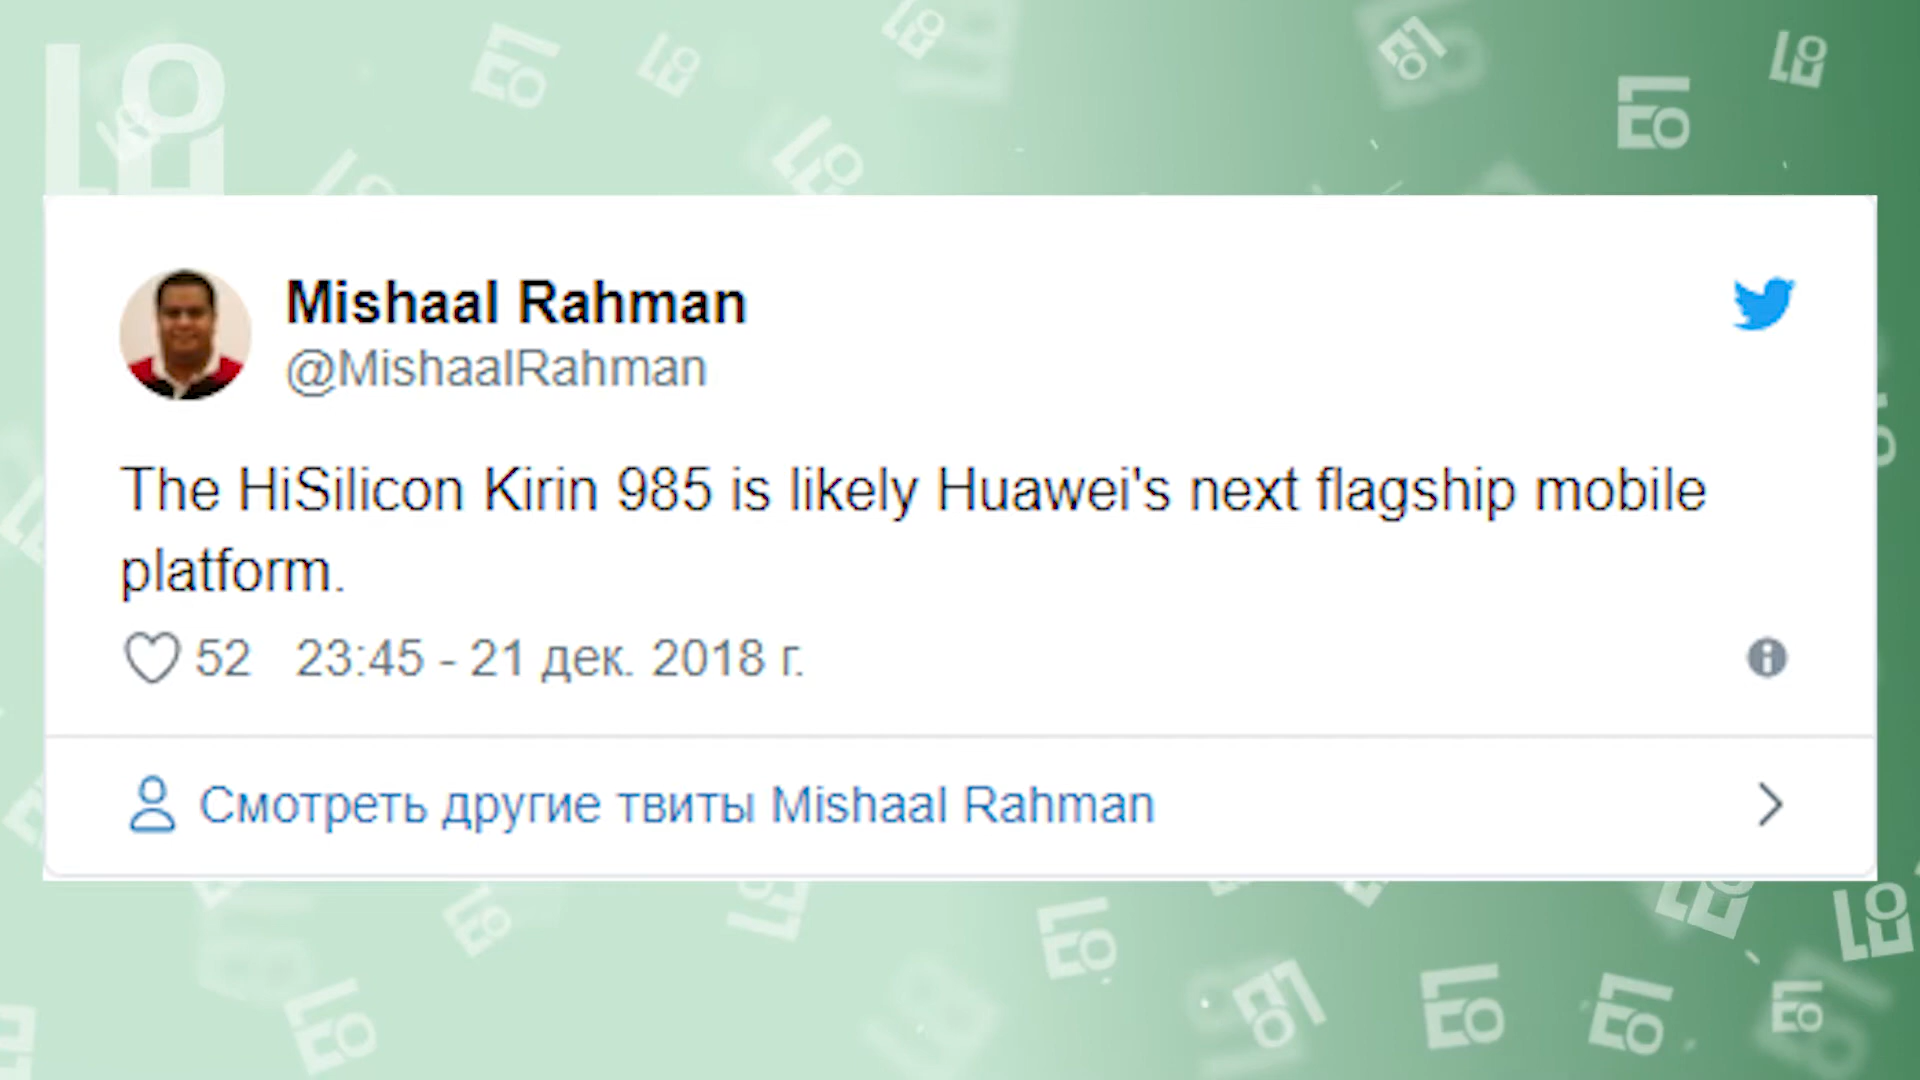 Mishaal Rahman
@MishaalRahman
The HiSilicon Kirin 985 is likely Huawei's next flagship mobile
platform.
52 23:45 - 21 дек. 2018 г.
Смотреть другие твиты Mishaal Rahman